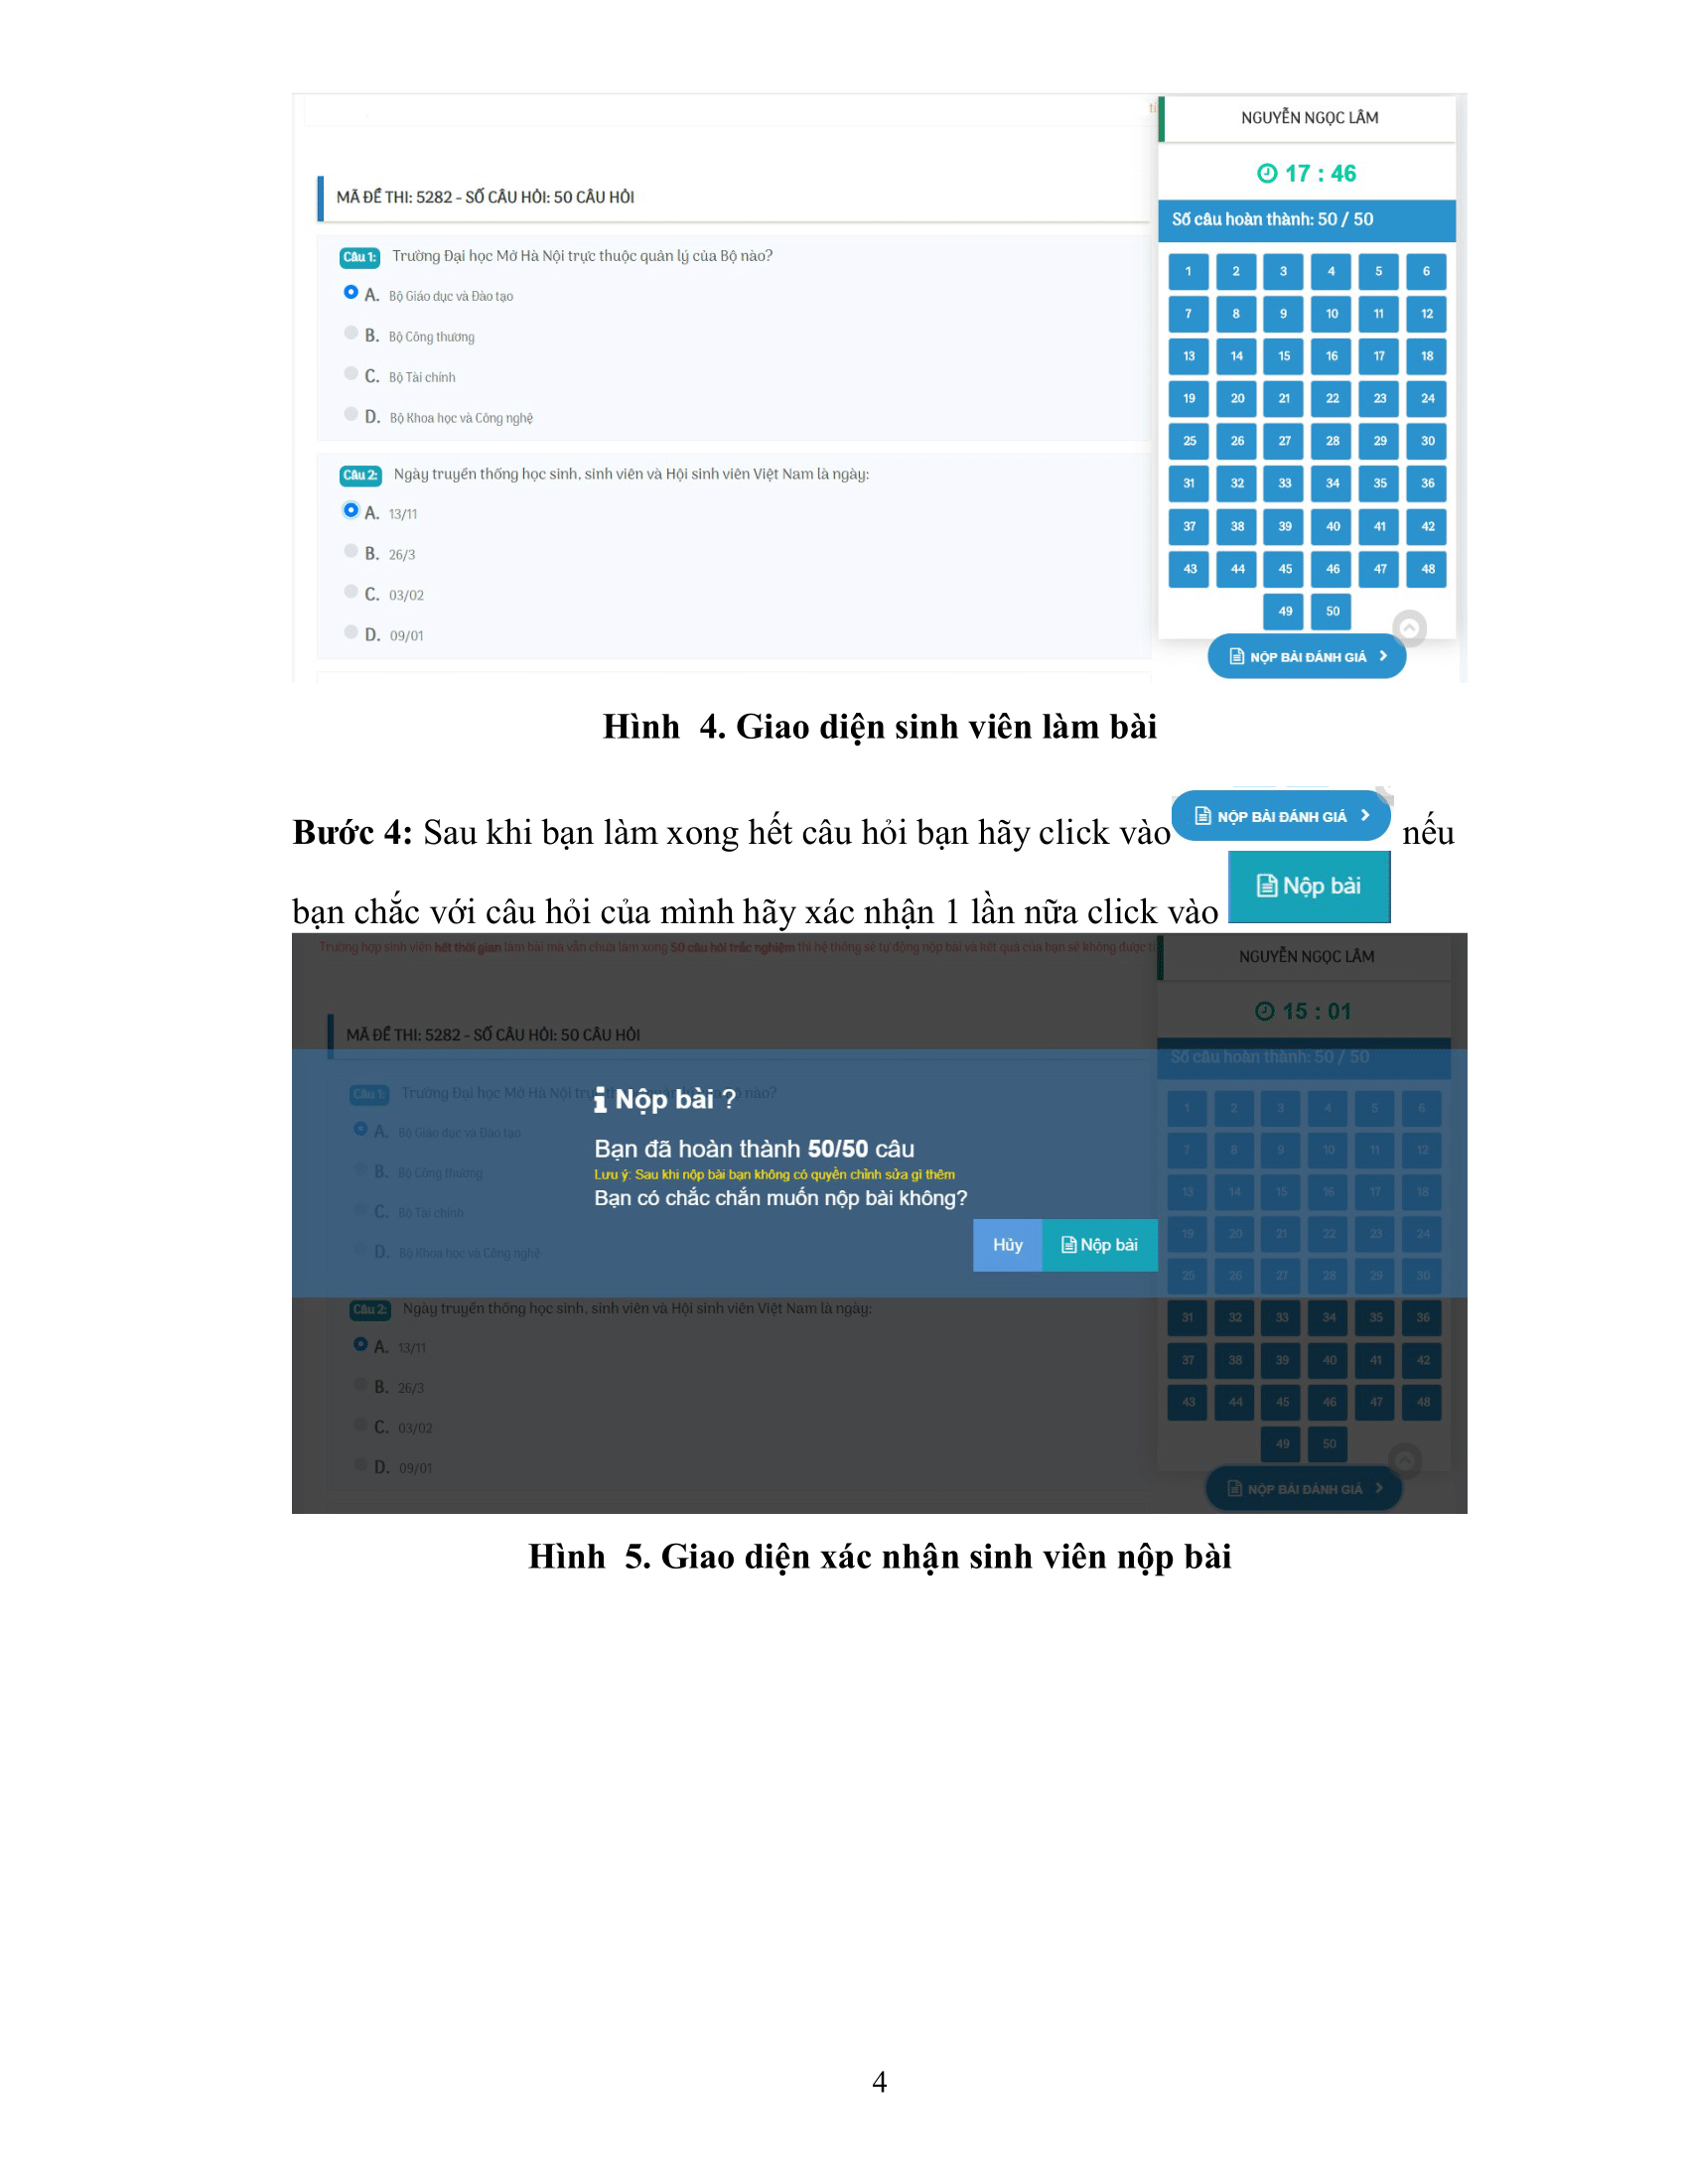 NGUYỄN NGỌC LÂM
17 : 46
MÃ ĐỀ THI: 5282 - SỐ CÂU HỎI: 50 CÂU HỎI
Số câu hoàn thành: 50 / 50
Câu 1: Trường Đại học Mở Hà Nội trực thuộc quản lý của Bộ nào?
A. Bộ Giáo dục và Đào tạo
B. Bộ Công thương
C. Bộ Tài chính
D. Bộ Khoa học và Công nghệ
Câu 2: Ngày truyền thống học sinh, sinh viên và Hội sinh viên Việt Nam là ngày:
A. 13/11
B. 26/3
C. 03/02
D. 09/01
1 2 3 4 5 6
7 8 9 10 11 12
13 14 15 16 17 18
19 20 21 22 23 24
25 26 27 28 29 30
31 32 33 34 35 36
37 38 39 40 41 42
43 44 45 46 47 48
49 50
NỘP BÀI ĐÁNH GIÁ
Hình 4. Giao diện sinh viên làm bài
Bước 4: Sau khi bạn làm xong hết câu hỏi bạn hãy click vào NỘP BÀI ĐÁNH GIÁ nếu
bạn chắc với câu hỏi của mình hãy xác nhận 1 lần nữa click vào Nộp bài
Trường hợp sinh viên hết thời gian làm bài mà vẫn chưa làm xong 50 câu hỏi trắc nghiệm thì hệ thống sẽ tự động nộp bài và kết quả của bạn sẽ không được
NGUYỄN NGỌC LÂM
15 : 01
MÃ ĐỀ THI: 5282 - SỐ CÂU HỎI: 50 CÂU HỎI
Số câu hoàn thành: 50 / 50
Câu 1: Trường Đại học Mở Hà Nội nào?
A. Bộ Giáo dục và Đào tạo
B. Bộ Công thương
C. Bộ Tài chính
D. Bộ Khoa học và Công nghệ
Nộp bài ?
Bạn đã hoàn thành 50/50 câu
Lưu ý: Sau khi nộp bài bạn không có quyền chỉnh sửa gì thêm
Bạn có chắc chắn muốn nộp bài không?
Hủy Nộp bài
Câu 2: Ngày truyền thống học sinh, sinh viên và Hội sinh viên Việt Nam là ngày:
A. 13/11
B. 26/3
C. 03/02
D. 09/01
1 2 3 4 5 6
7 8 9 10 11 12
13 14 15 16 17 18
19 20 21 22 23 24
25 26 27 28 29 30
31 32 33 34 35 36
37 38 39 40 41 42
43 44 45 46 47 48
49 50
NỘP BÀI ĐÁNH GIÁ
Hình 5. Giao diện xác nhận sinh viên nộp bài
4